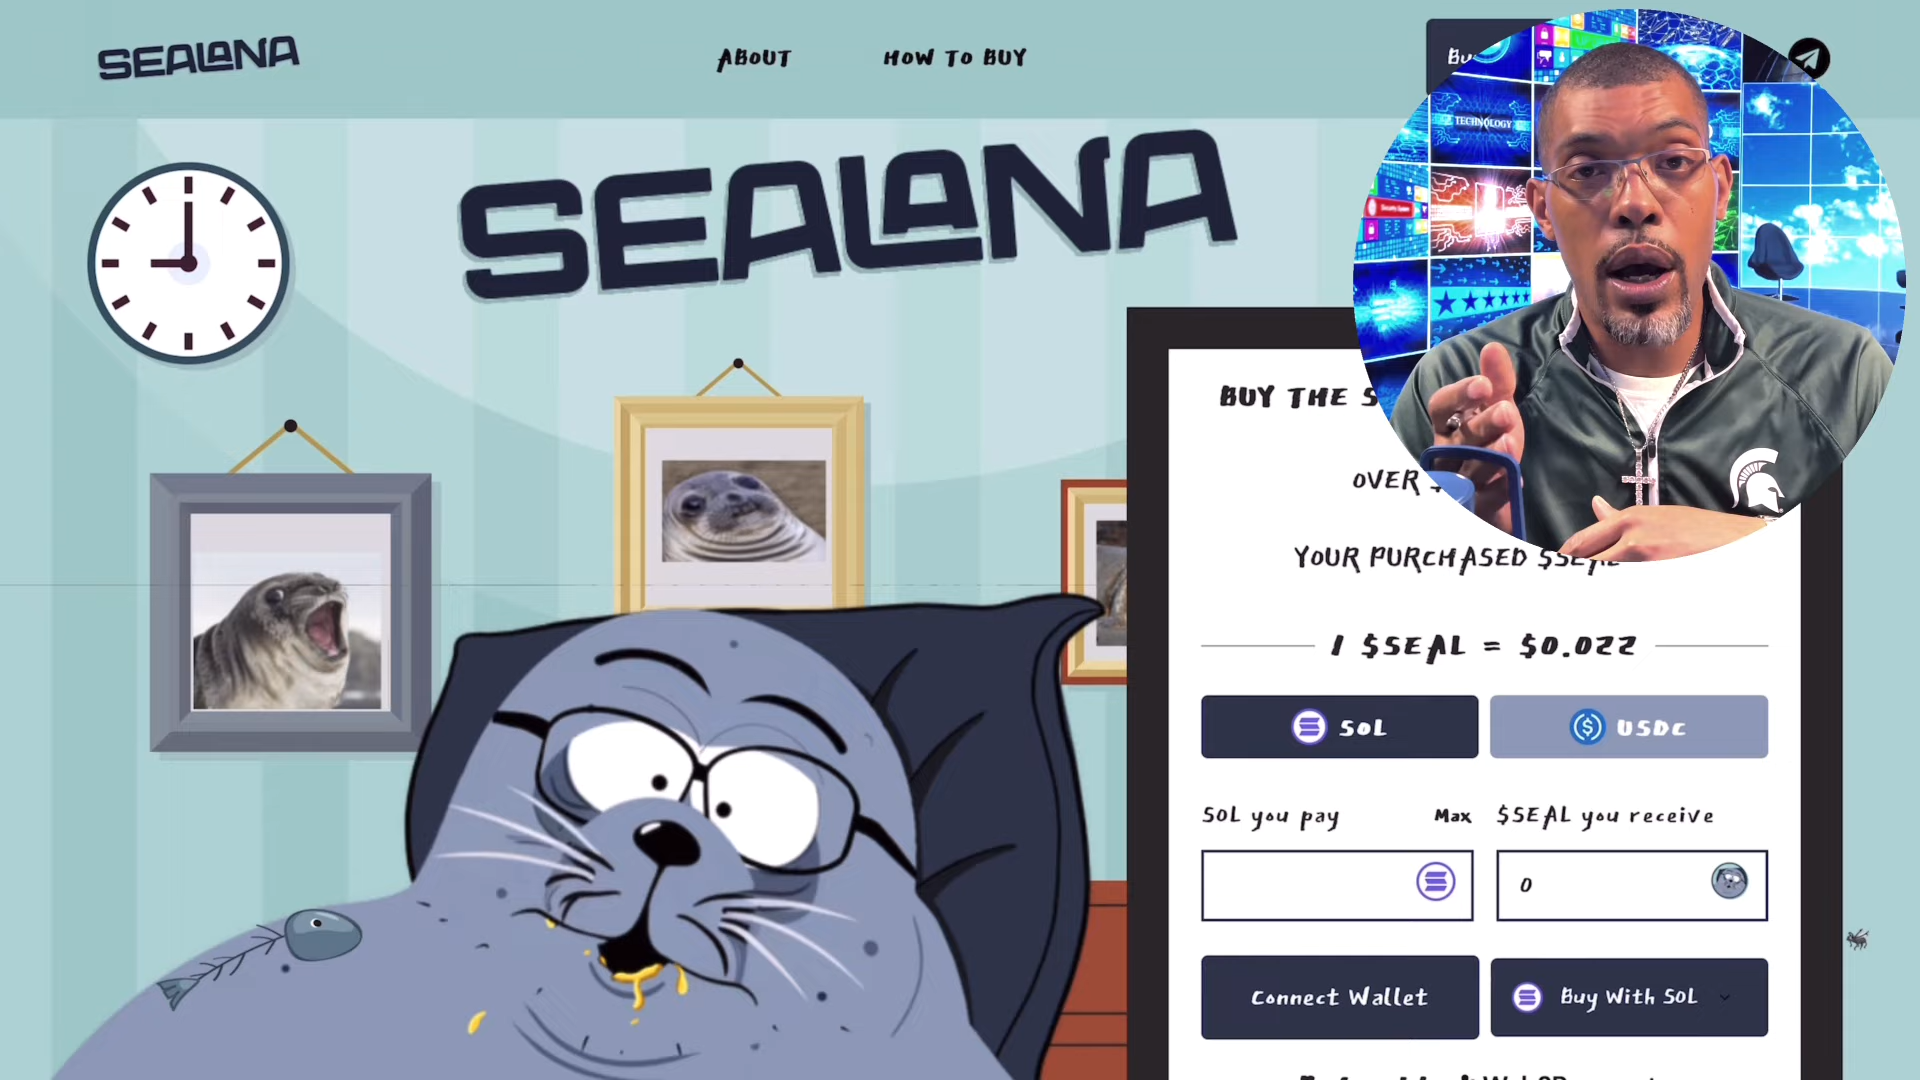 SEALANA
ABOUT
HOW TO BUY
TECHNOLOGY
SEALANA
BUY THE
OVER
YOUR PURCHASED $SEAL
1 $SEAL = $0.022
SOL
USDC
SOL you pay
Max
$SEAL you receive
0
Connect Wallet
Buy With SOL